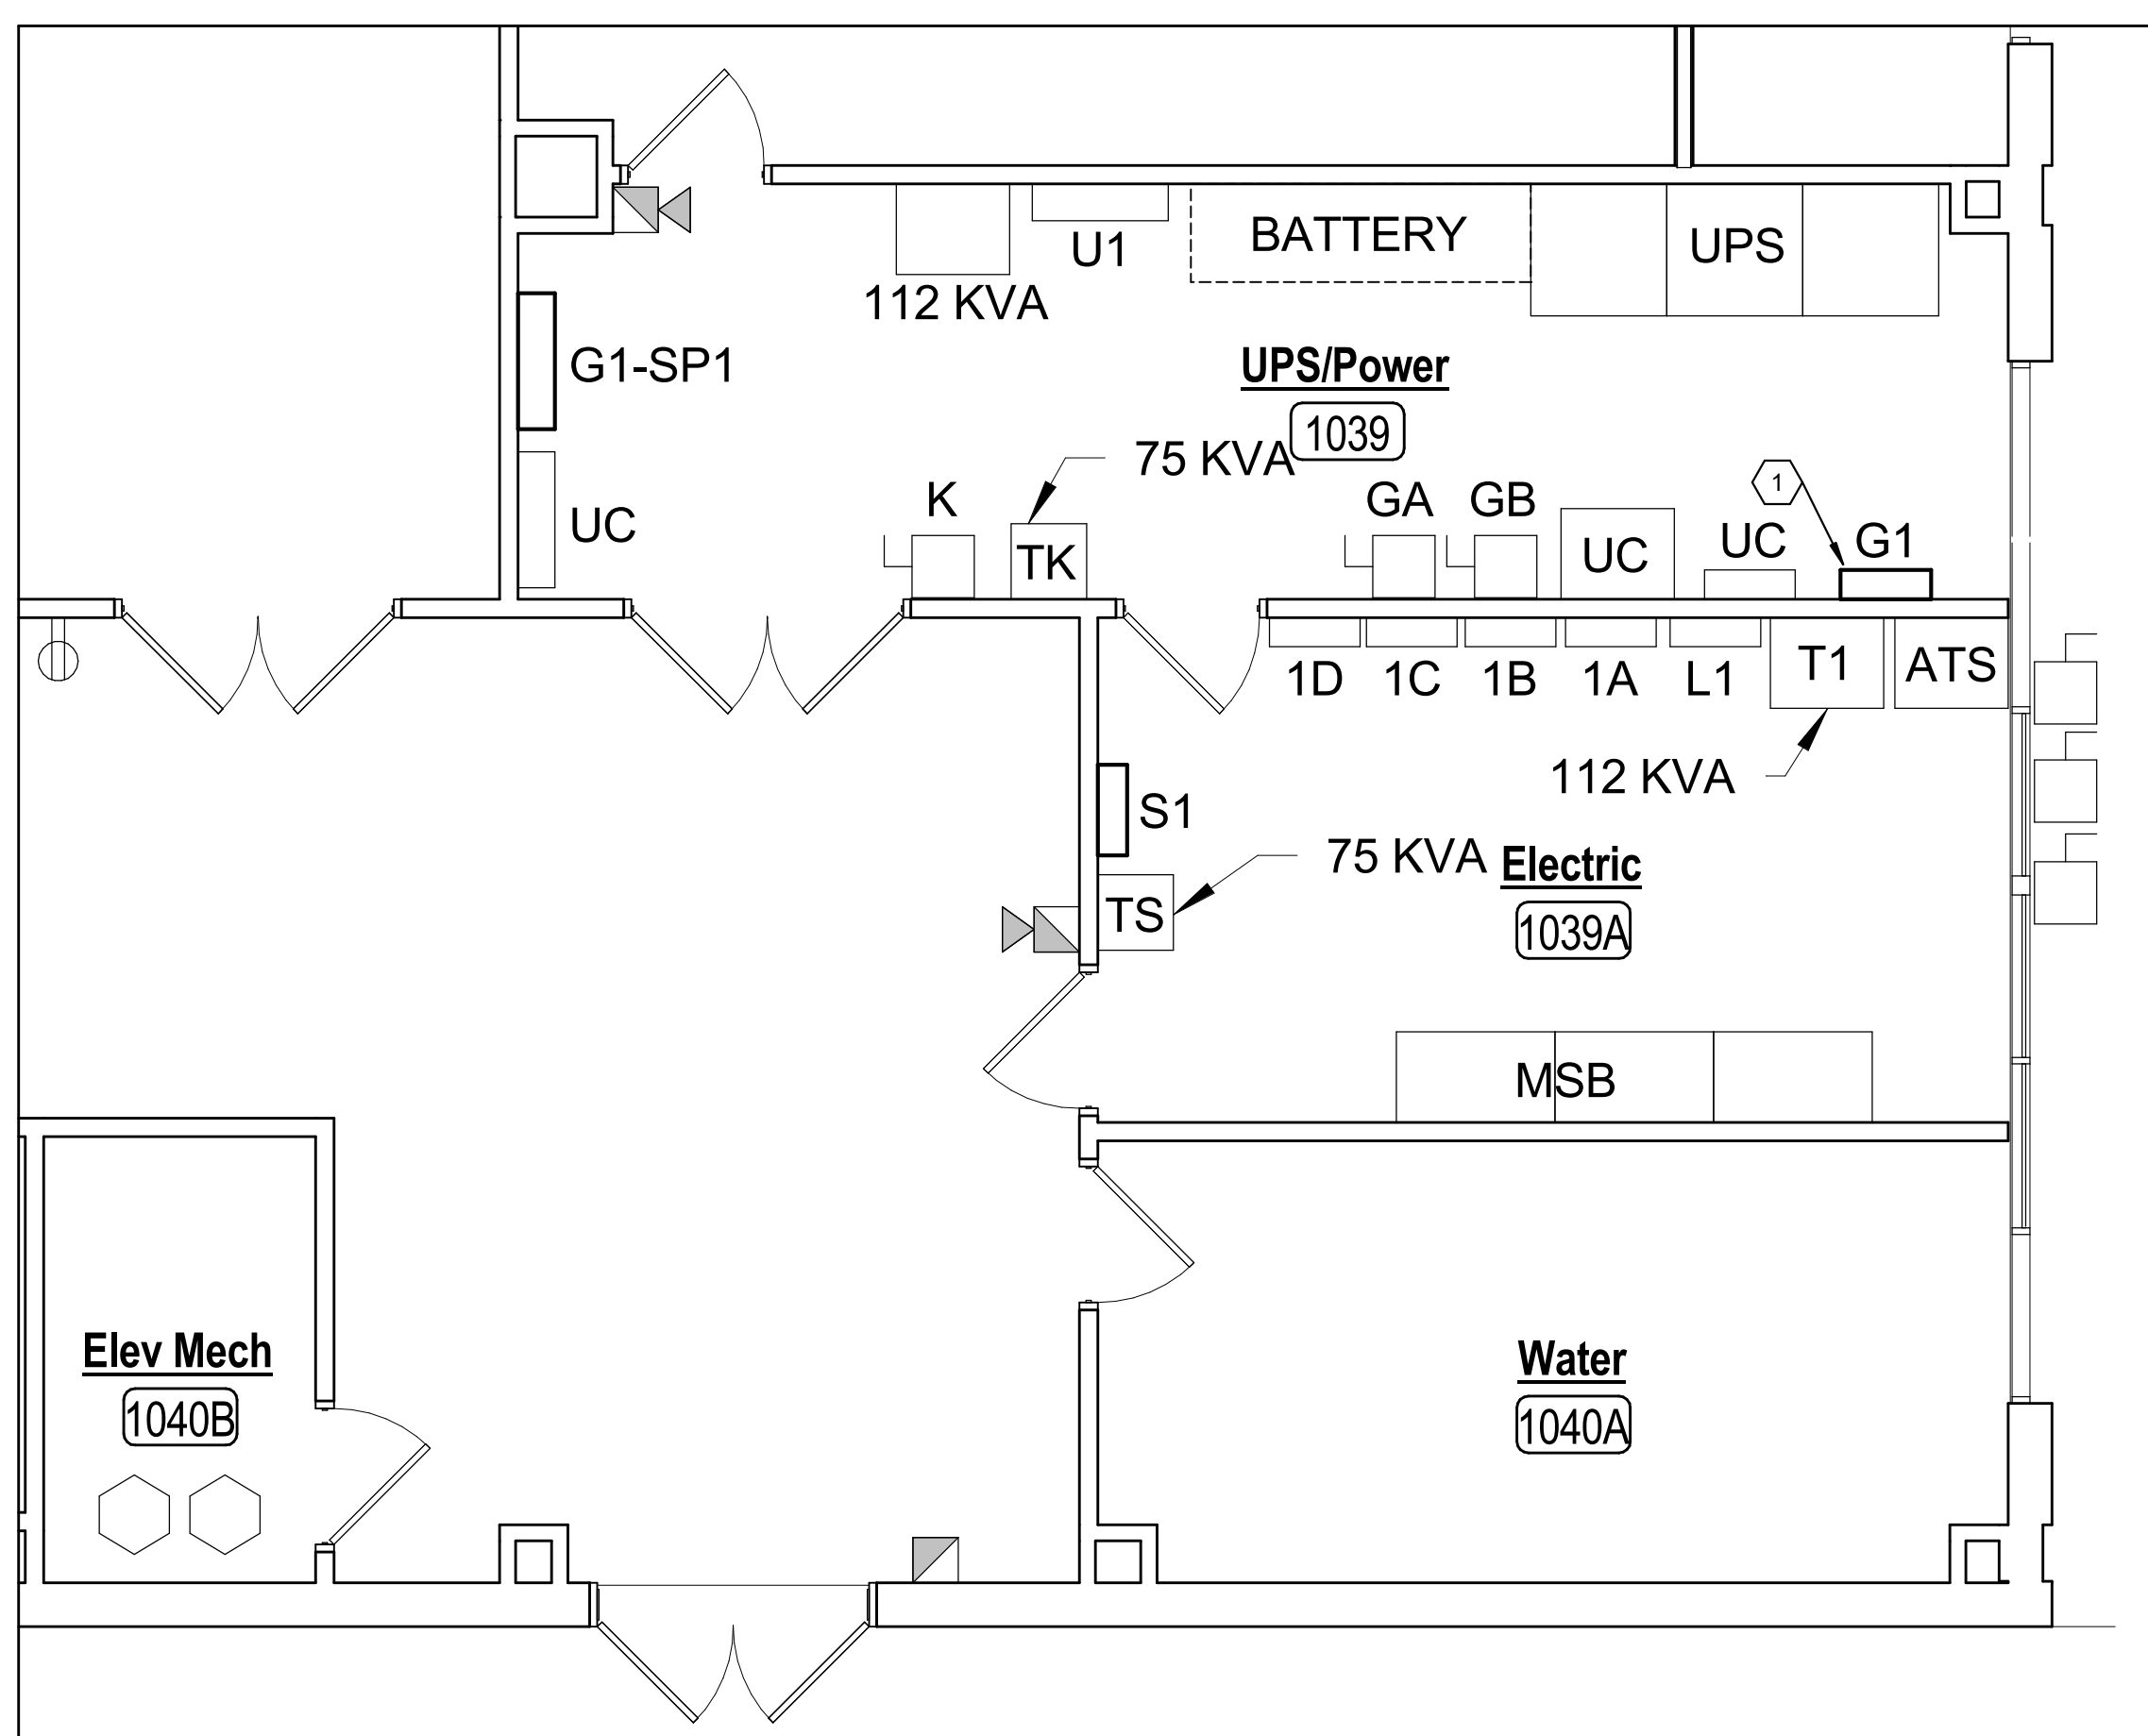 BATTERY
UPS
U1
112 KVA
G1-SP1
UPS/Power
1039
75 KVA
K
GA
GB
1
UC
TK
UC
UC
G1
1D
1C
1B
1A
L1
T1
ATS
112 KVA
S1
75 KVA
Electric
1039A
TS
MSB
Elev Mech
1040B
Water
1040A